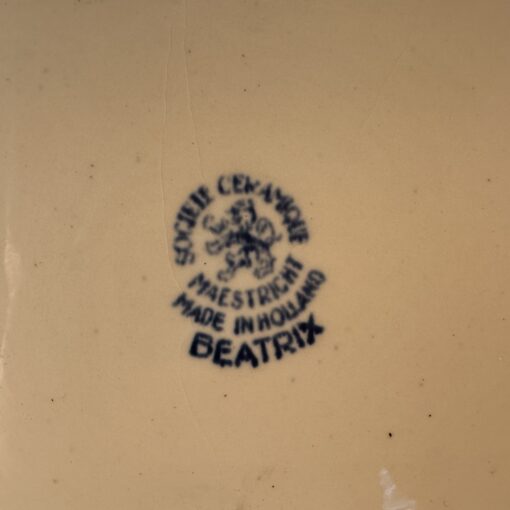 SOCIETE CERAMIQUE
MAESTRICHT
MADE IN HOLLAND
BEATRIX